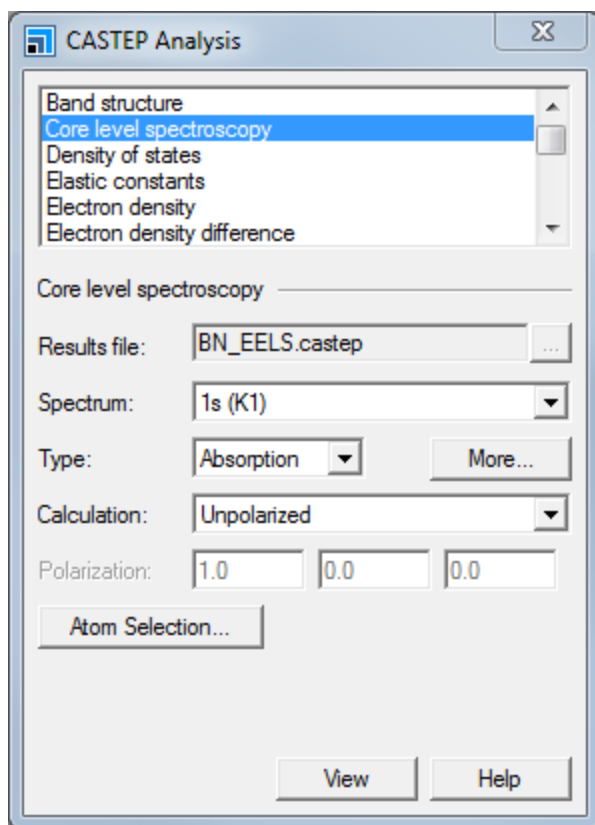 CASTEP Analysis
Band structure
Core level spectroscopy
Density of states
Elastic constants
Electron density
Electron density difference
Core level spectroscopy
Results file: BN_EELS.castep ...
Spectrum: 1s (K1)
Type: Absorption More...
Calculation: Unpolarized
Polarization: 1.0 0.0 0.0
Atom Selection...
View Help